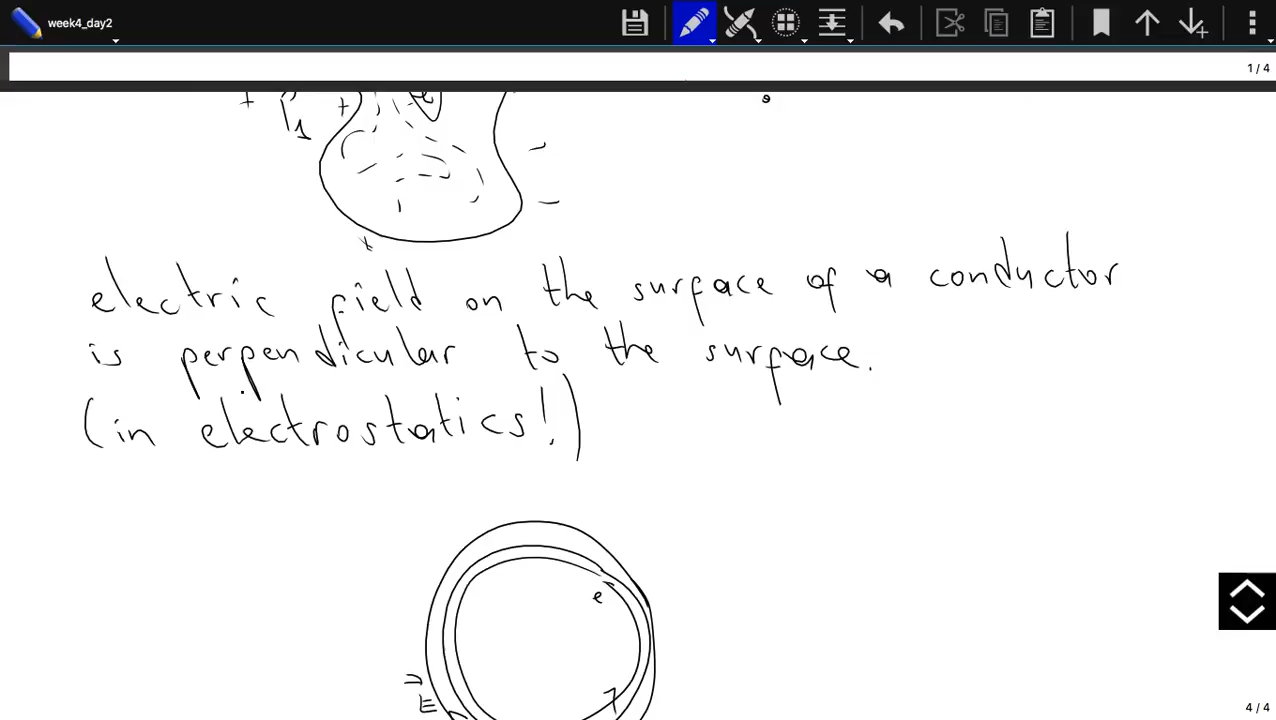 week4_day2
1 / 4
electric field on the surface of a conductor
is perpendicular to the surface.
(in electrostatics!)
e
E
4 / 4